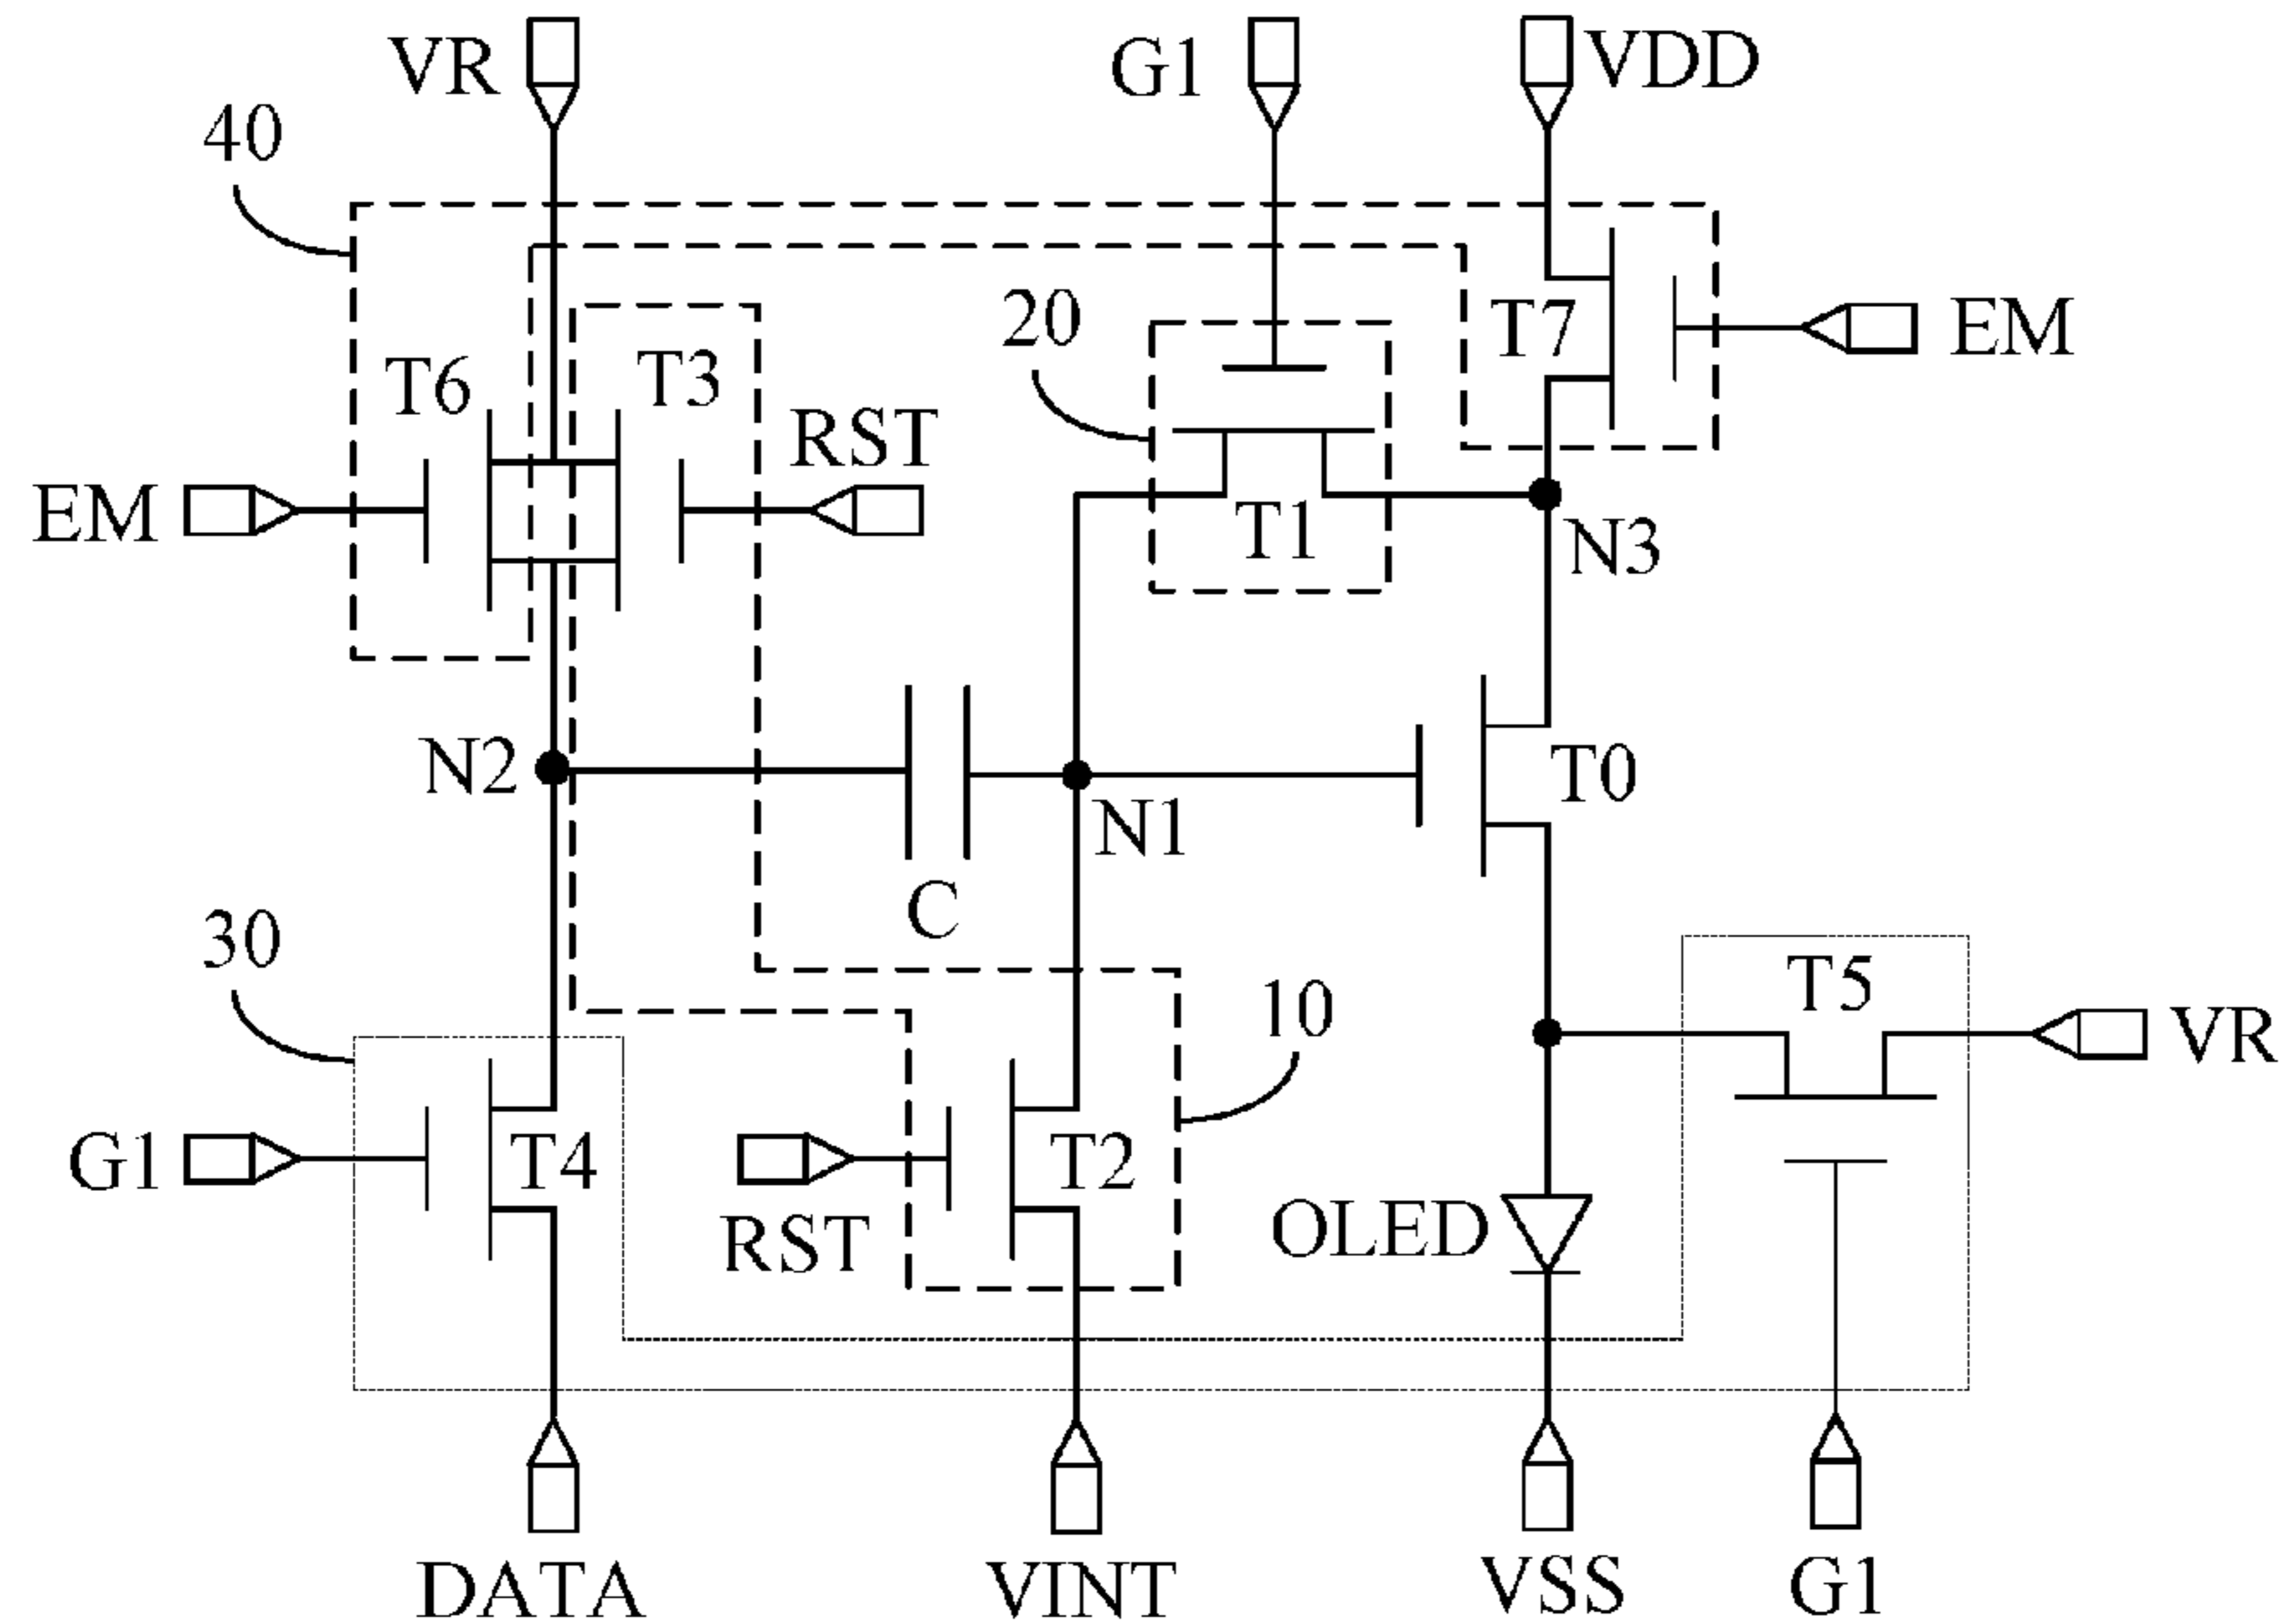 VR
G1
VDD
40
20
T7
EM
T6
T3
RST
EM
T1
N3
N2
N1
T0
C
30
10
T5
VR
G1
T4
RST
T2
OLED
DATA
VINT
VSS
G1